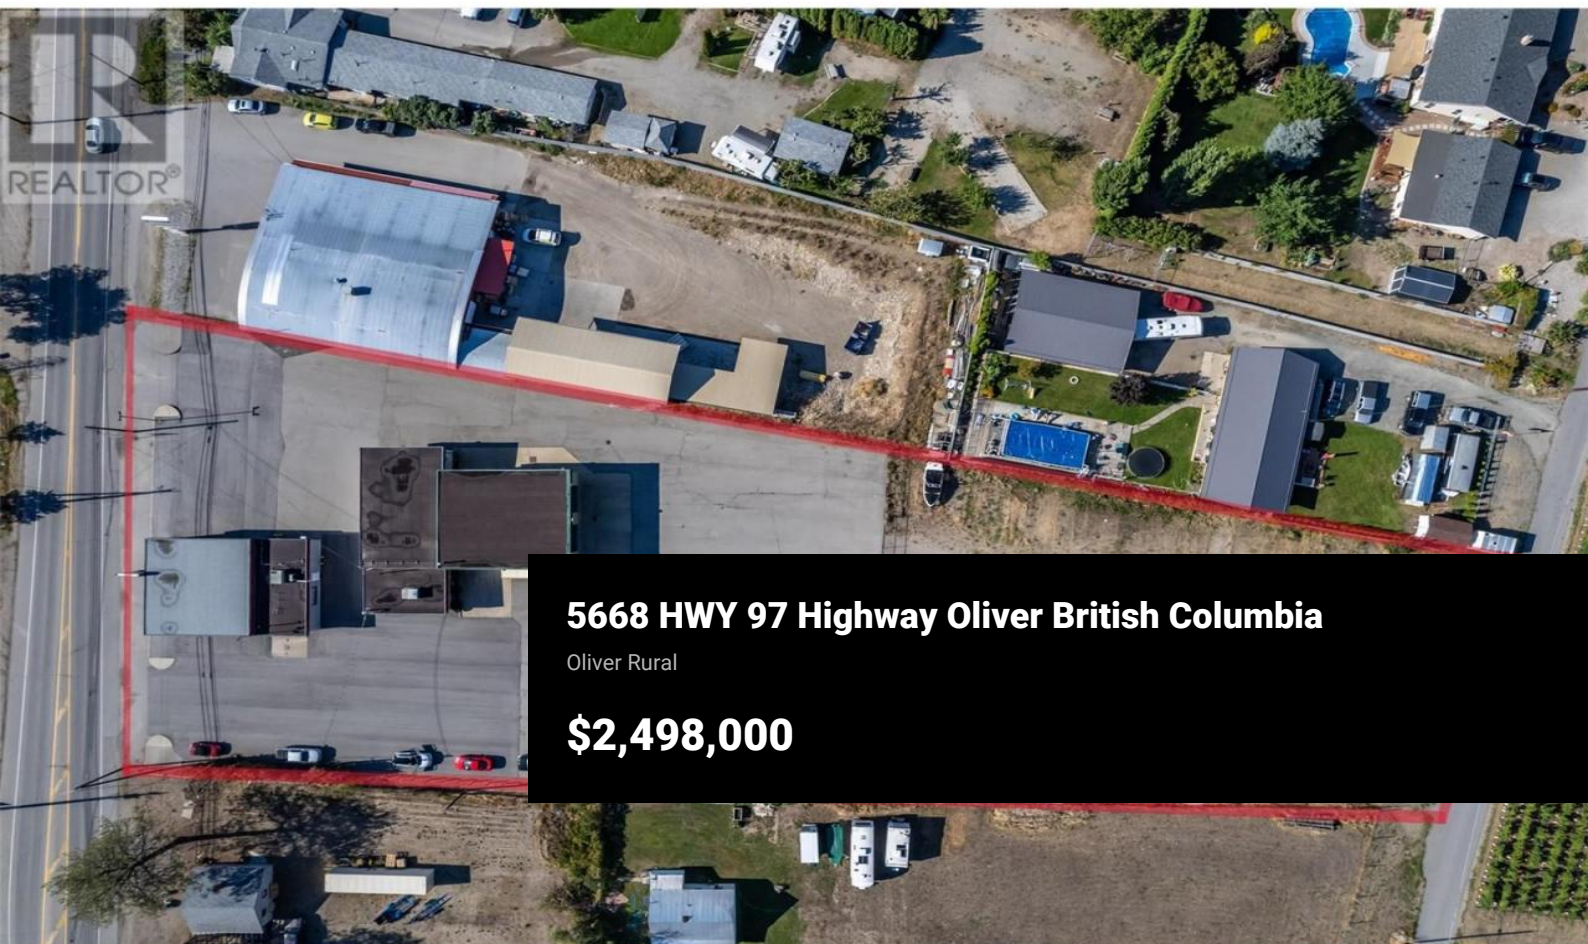 R
REALTOR®
5668 HWY 97 Highway Oliver British Columbia
Oliver Rural
$2,498,000